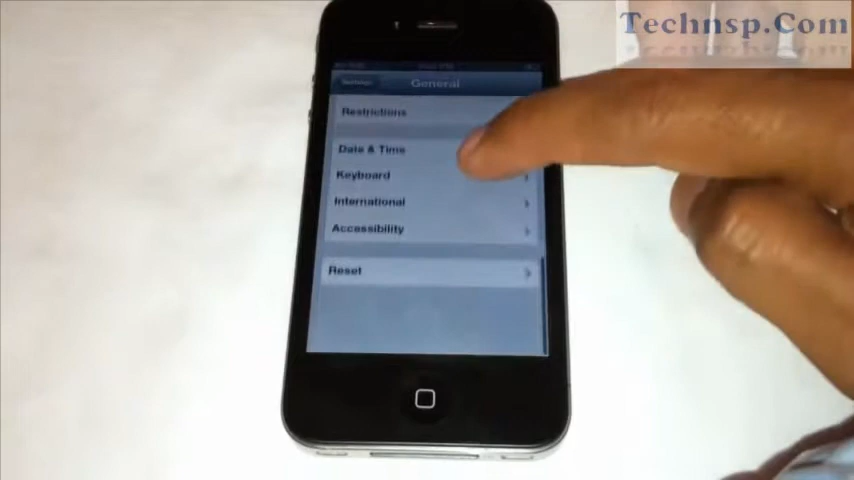 Technsp.Com
General
Restrictions
Date & Time
Keyboard
International
Accessibility
Reset